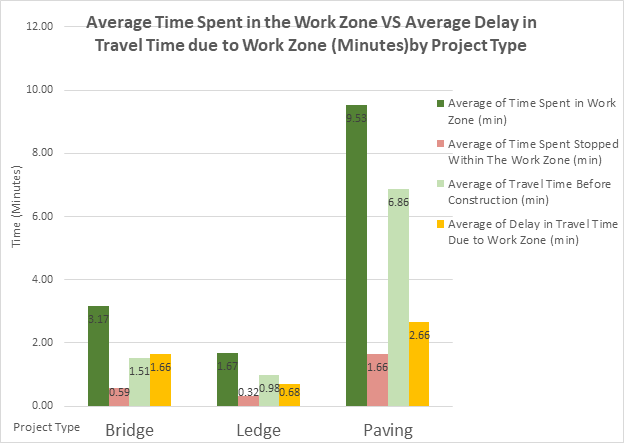 Average Time Spent in the Work Zone VS Average Delay in
Travel Time due to Work Zone (Minutes)by Project Type
12.00
10.00
8.00
6.00
4.00
2.00
0.00
Time (Minutes)
9.53
6.86
3.17
2.66
1.51
1.66
1.67
1.66
0.59
0.32
0.98
0.68
Average of Time Spent in Work
Zone (min)
Average of Time Spent Stopped
Within The Work Zone (min)
Average of Travel Time Before
Construction (min)
Average of Delay in Travel Time
Due to Work Zone (min)
Project Type
Bridge
Ledge
Paving